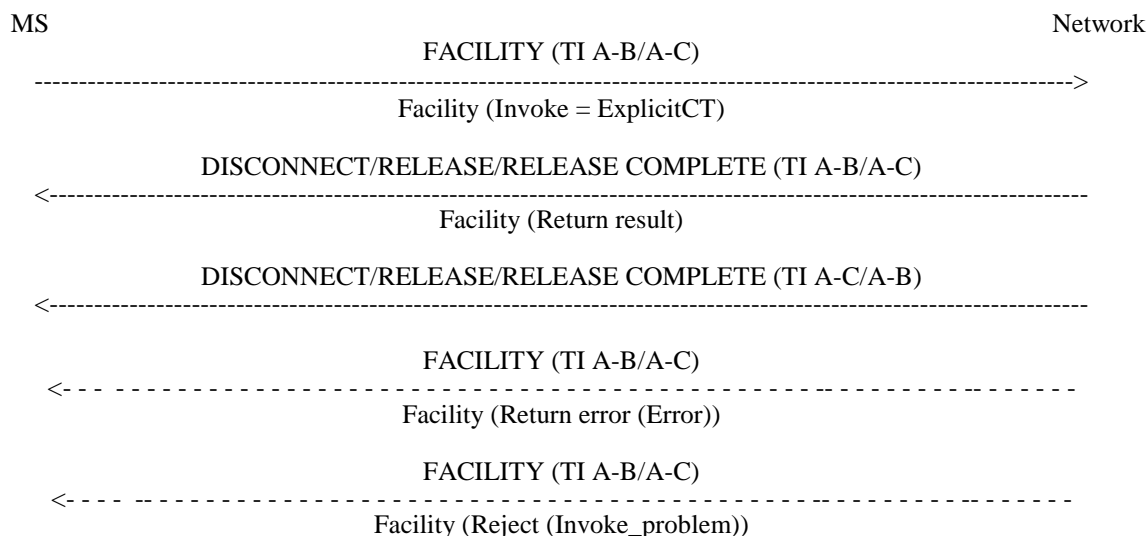 MS Network
FACILITY (TI A-B/A-C)
------------------------------------------------------------------------------------------------------------------------>
Facility (Invoke = ExplicitCT)
DISCONNECT/RELEASE/RELEASE COMPLETE (TI A-B/A-C)
<------------------------------------------------------------------------------------------------------------------------
Facility (Return result)
DISCONNECT/RELEASE/RELEASE COMPLETE (TI A-C/A-B)
<------------------------------------------------------------------------------------------------------------------------
FACILITY (TI A-B/A-C)
<- - -  - - - - - - - - - - - - - - - - - - - - - - - - - - - - - - -- - - - - - - -- - - - - -
Facility (Return error (Error))
FACILITY (TI A-B/A-C)
<- - - -  -- - - - - - - - - - - - - - - - - - - - - - - - - - - - - -- - - - - - - -- - - - - -
Facility (Reject (Invoke_problem))